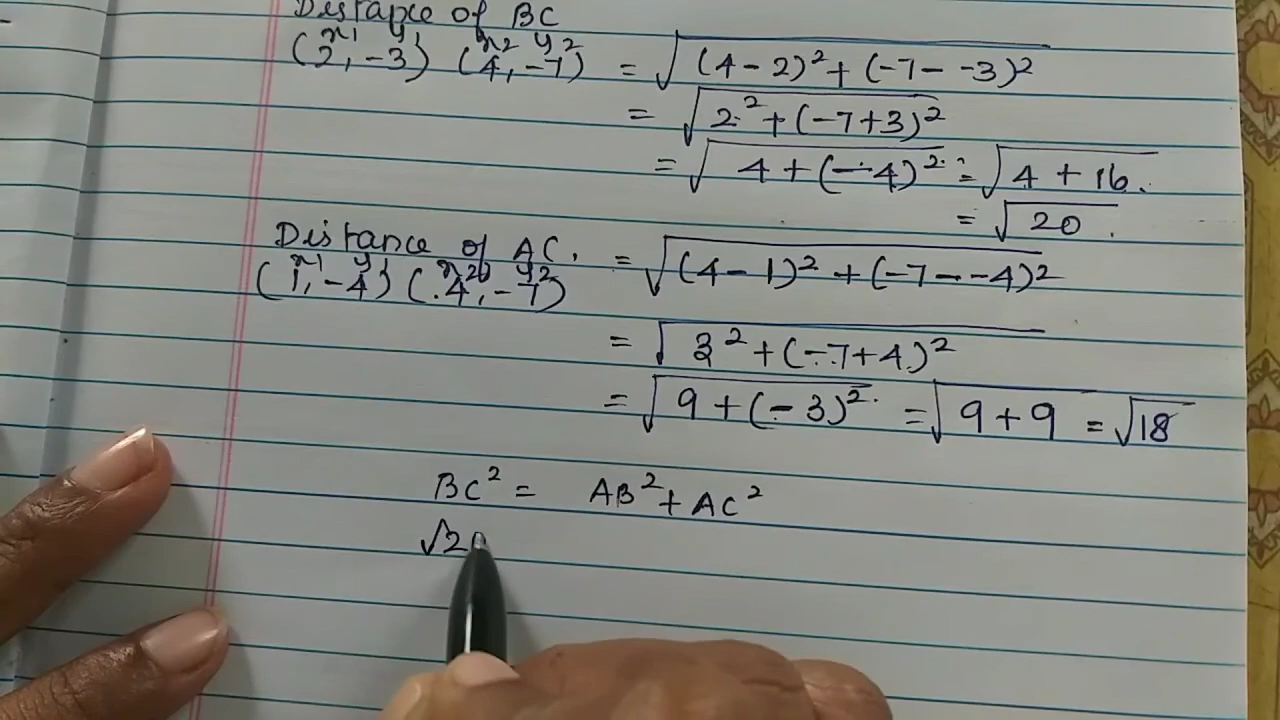 Distance of BC
x1 y1 x2 y2
(2, -3) (4, -7) = √(4-2)² + (-7--3)²
= √2² + (-7+3)²
= √4 + (-4)² = √4 + 16.
= √20.
Distance of AC. = √(4-1)² + (-7--4)²
x1 y1 x2 y2
(1, -4) (4, -7)
= √3² + (-7+4)²
= √9 + (-3)² = √9+9 = √18
BC² = AB² + AC²
√20